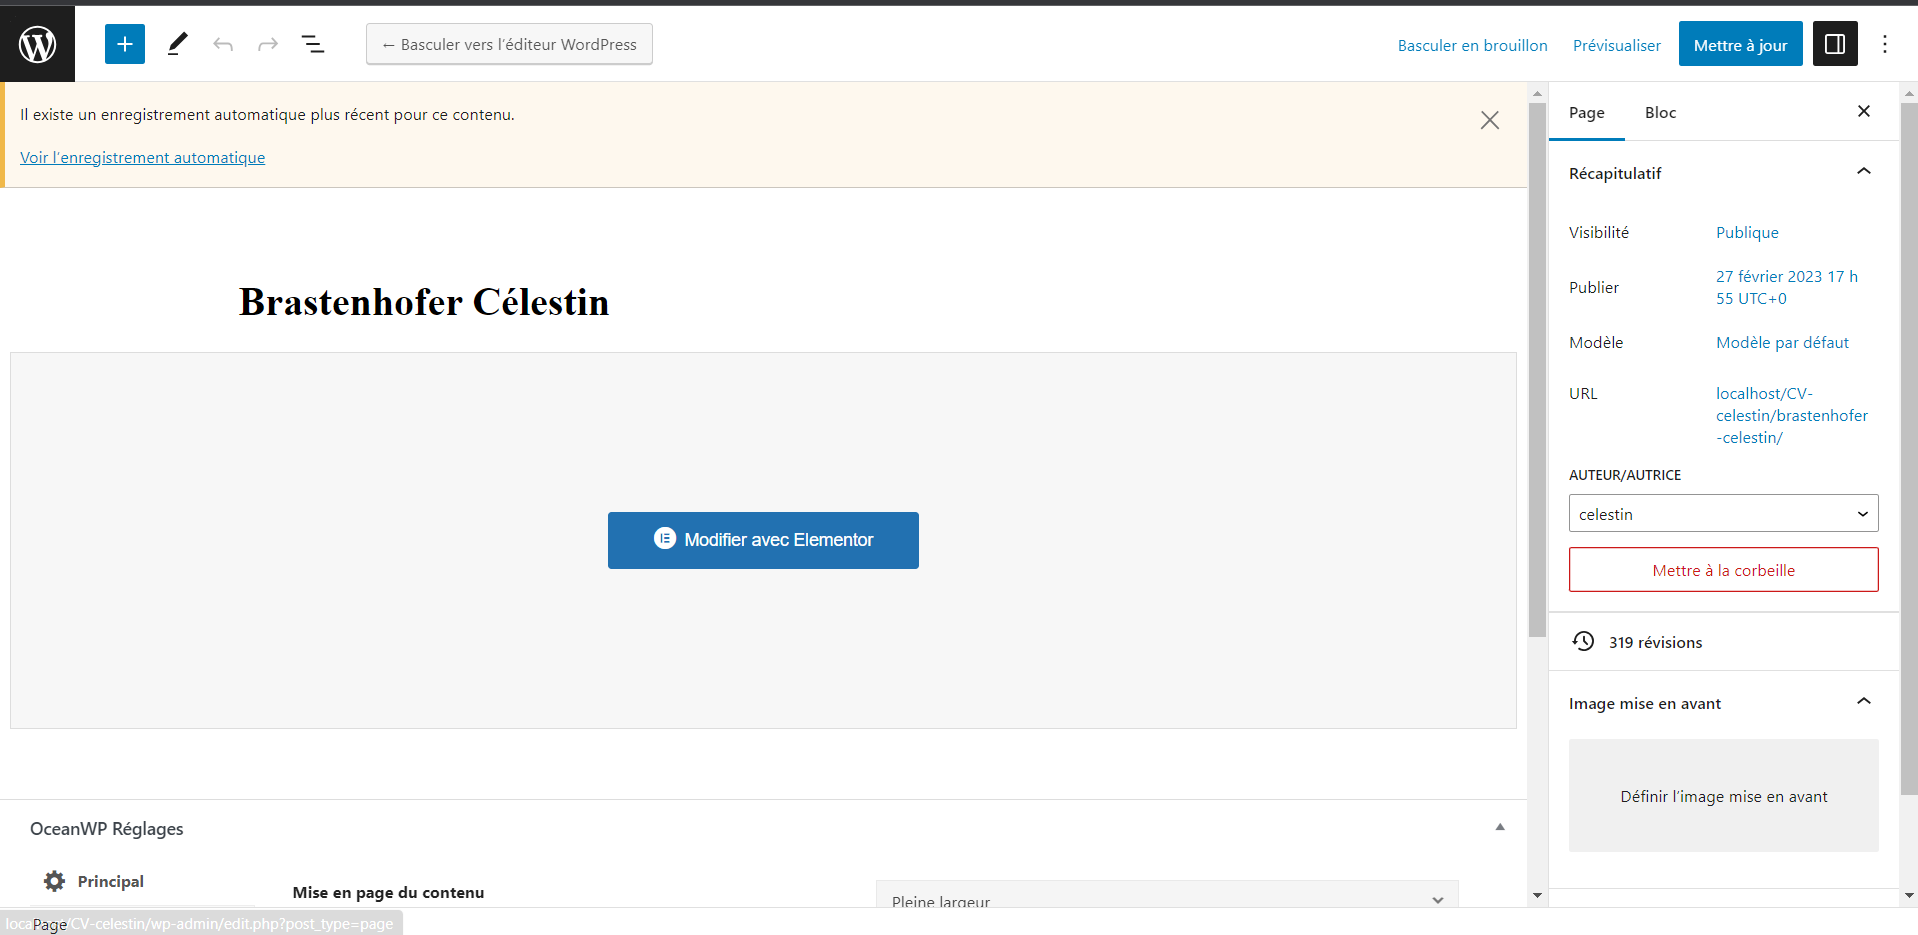 ← Basculer vers l'éditeur WordPress
Basculer en brouillon
Prévisualiser
Mettre à jour
Il existe un enregistrement automatique plus récent pour ce contenu.
Voir l'enregistrement automatique
Brastenhofer Célestin
Modifier avec Elementor
OceanWP Réglages
Principal
Mise en page du contenu
Pleine largeur
Page
localhost/CV-celestin/wp-admin/edit.php?post_type=page
Page
Bloc
Récapitulatif
Visibilité
Publique
Publier
27 février 2023 17 h
55 UTC+0
Modèle
Modèle par défaut
URL
localhost/CV-
celestin/brastenhofer
-celestin/
AUTEUR/AUTRICE
celestin
Mettre à la corbeille
319 révisions
Image mise en avant
Définir l'image mise en avant